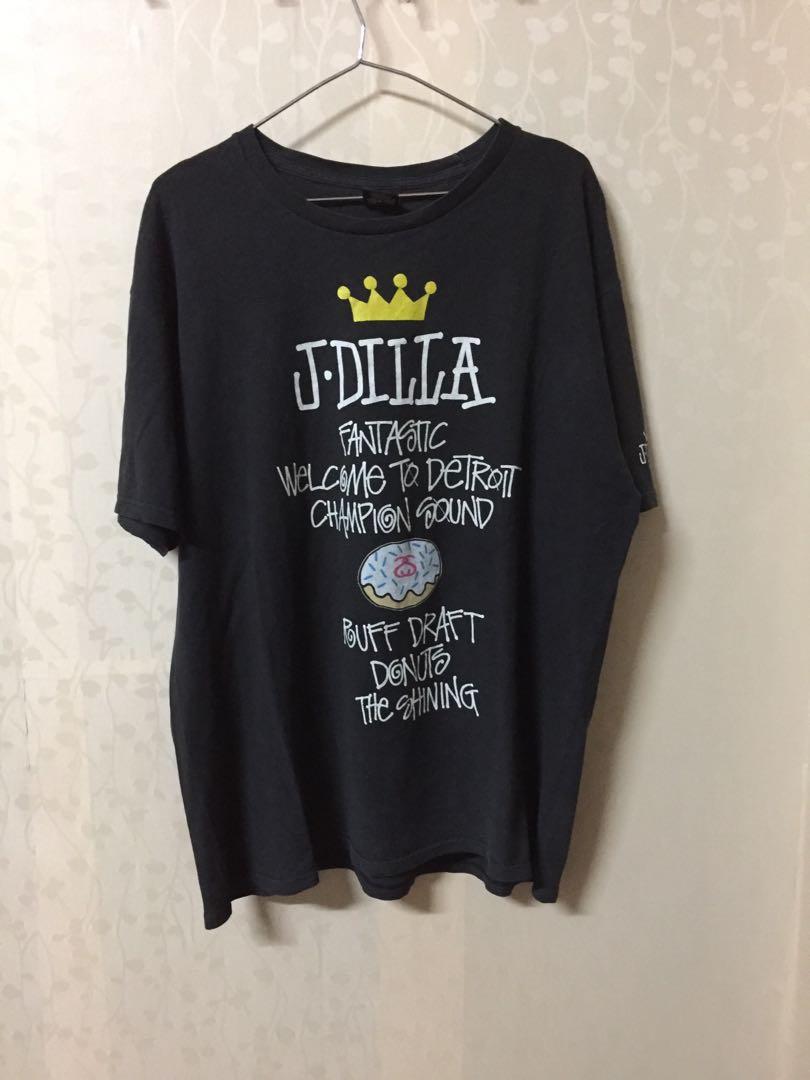 J·DILLA
FANTASTIC
WELCOME TO DETROIT
CHAMPION SOUND
RUFF DRAFT
DONUTS
THE SHINING